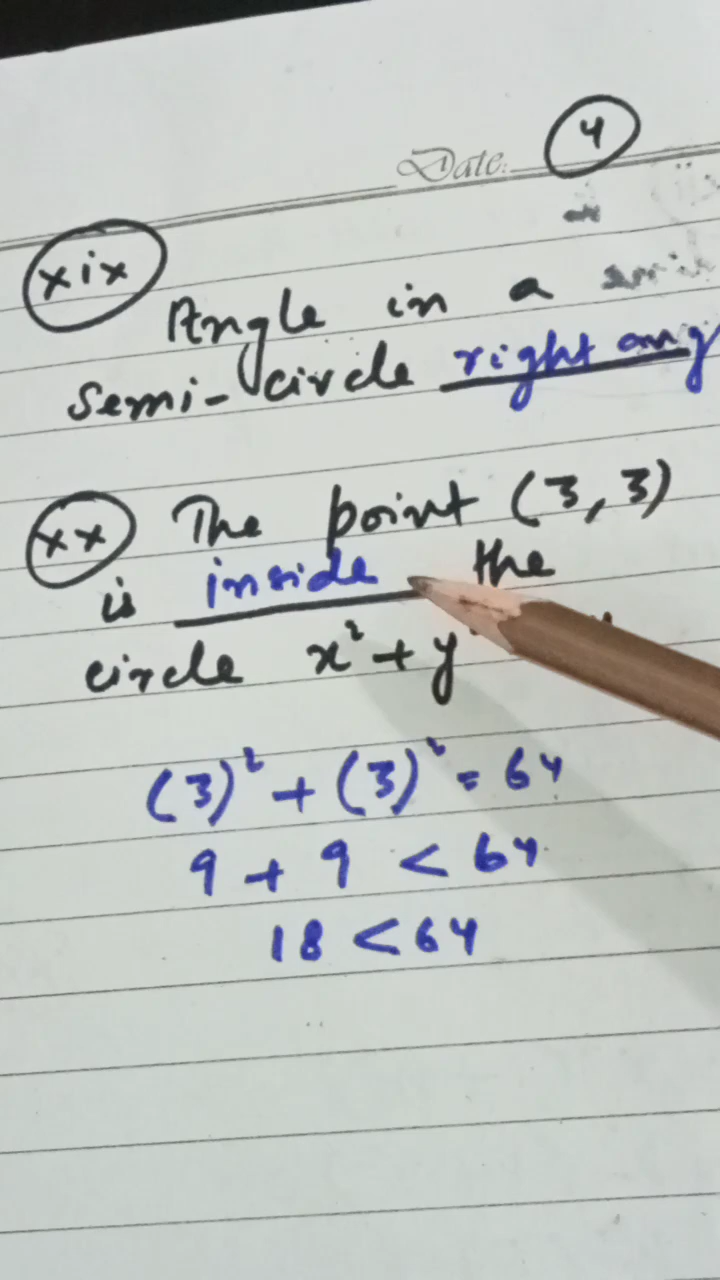 Date: 4
xix
Angle in a
semi-circle right ang
xx The point (3,3)
is inside the
circle x² + y
(3)² + (3)² = 64
9 + 9 < 64
18 < 64